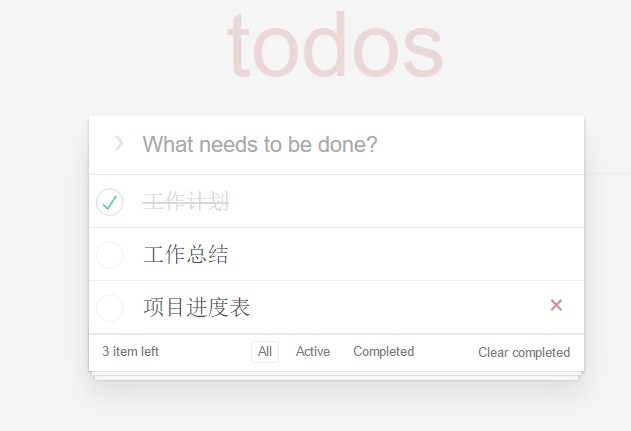 todos
What needs to be done?
工作计划
工作总结
项目进度表
3 item left All Active Completed Clear completed